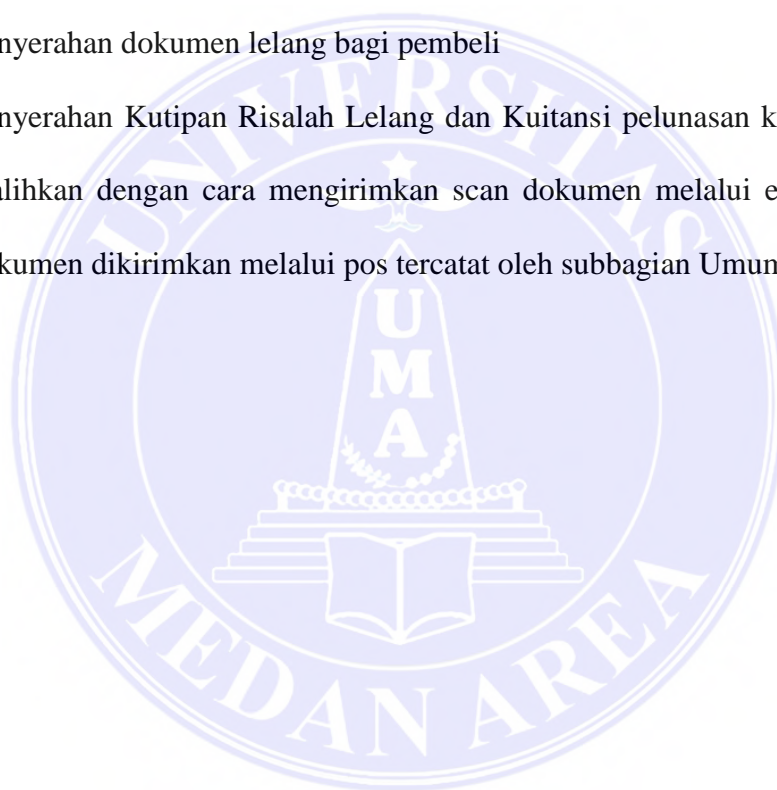 nyerahan dokumen lelang bagi pembeli
nyerahan Kutipan Risalah Lelang dan Kuitansi pelunasan k
alihkan dengan cara mengirimkan scan dokumen melalui e
kumen dikirimkan melalui pos tercatat oleh subbagian Umum
UNIVERSITAS
U
M
A
MEDAN AREA